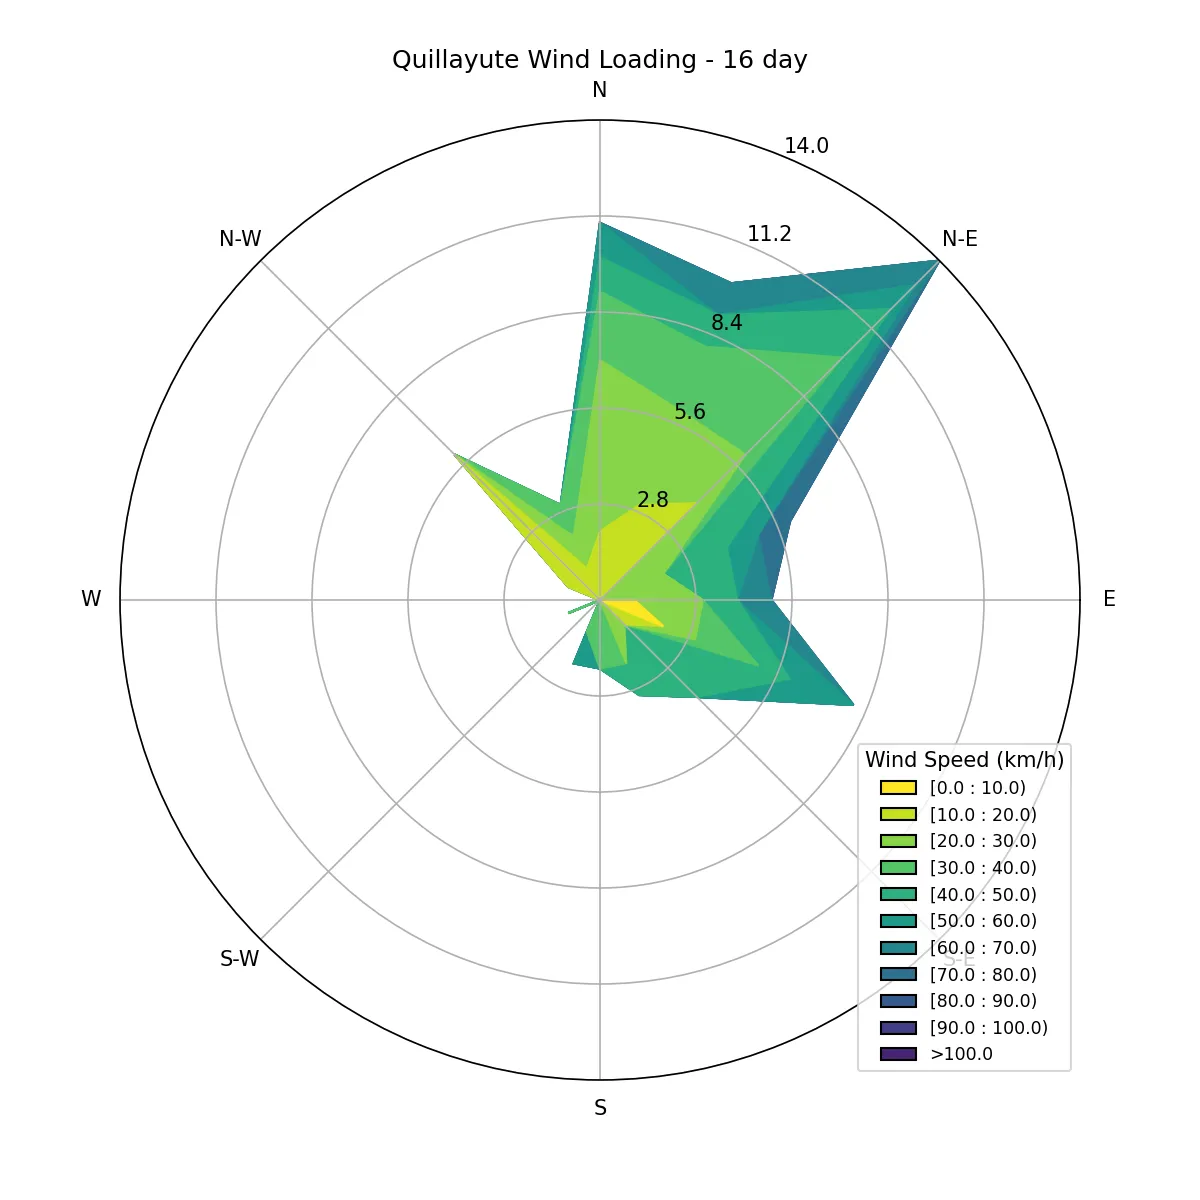 Quillayute Wind Loading - 16 day
N
14.0
11.2
N-W
N-E
8.4
5.6
2.8
W
E
Wind Speed (km/h)
[0.0 : 10.0)
[10.0 : 20.0)
[20.0 : 30.0)
[30.0 : 40.0)
[40.0 : 50.0)
[50.0 : 60.0)
[60.0 : 70.0)
S-W
S-E
[70.0 : 80.0)
[80.0 : 90.0)
[90.0 : 100.0)
>100.0
S